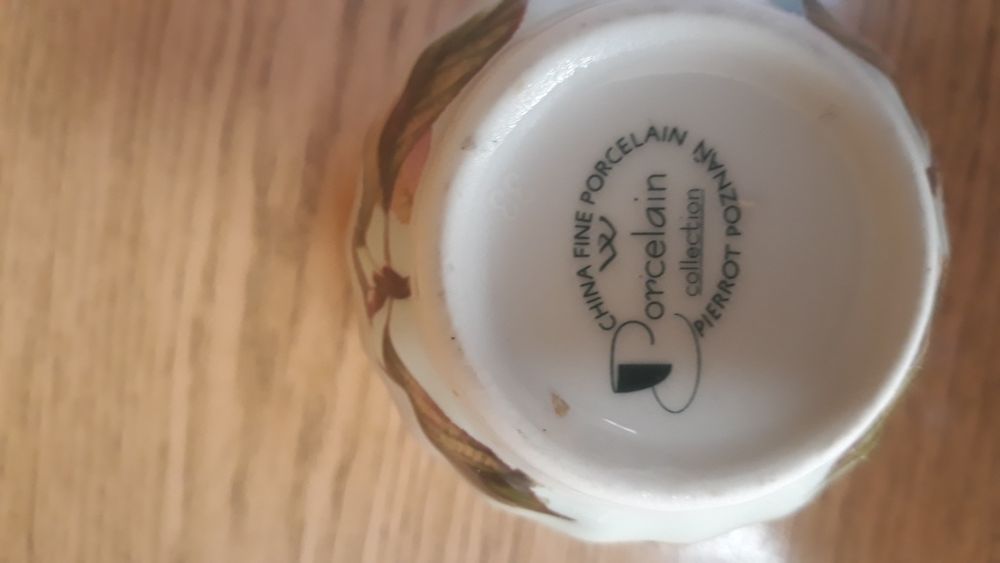 CHINA FINE PORCELAIN
W
Porcelain
collection
PIERROT POZNAŃ